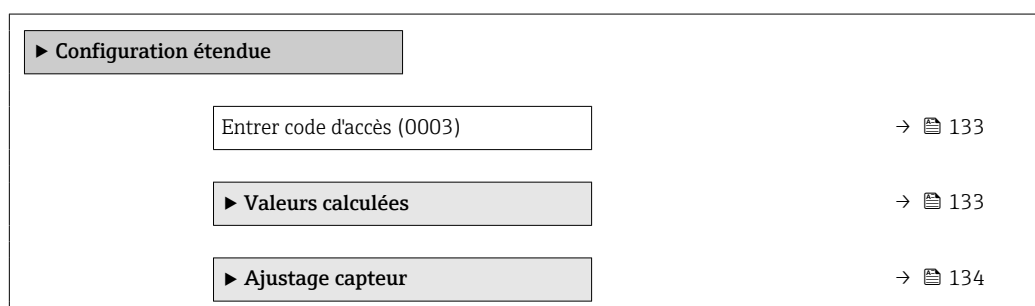 ▶ Configuration étendue
Entrer code d'accès (0003) → 133
▶ Valeurs calculées → 133
▶ Ajustage capteur → 134